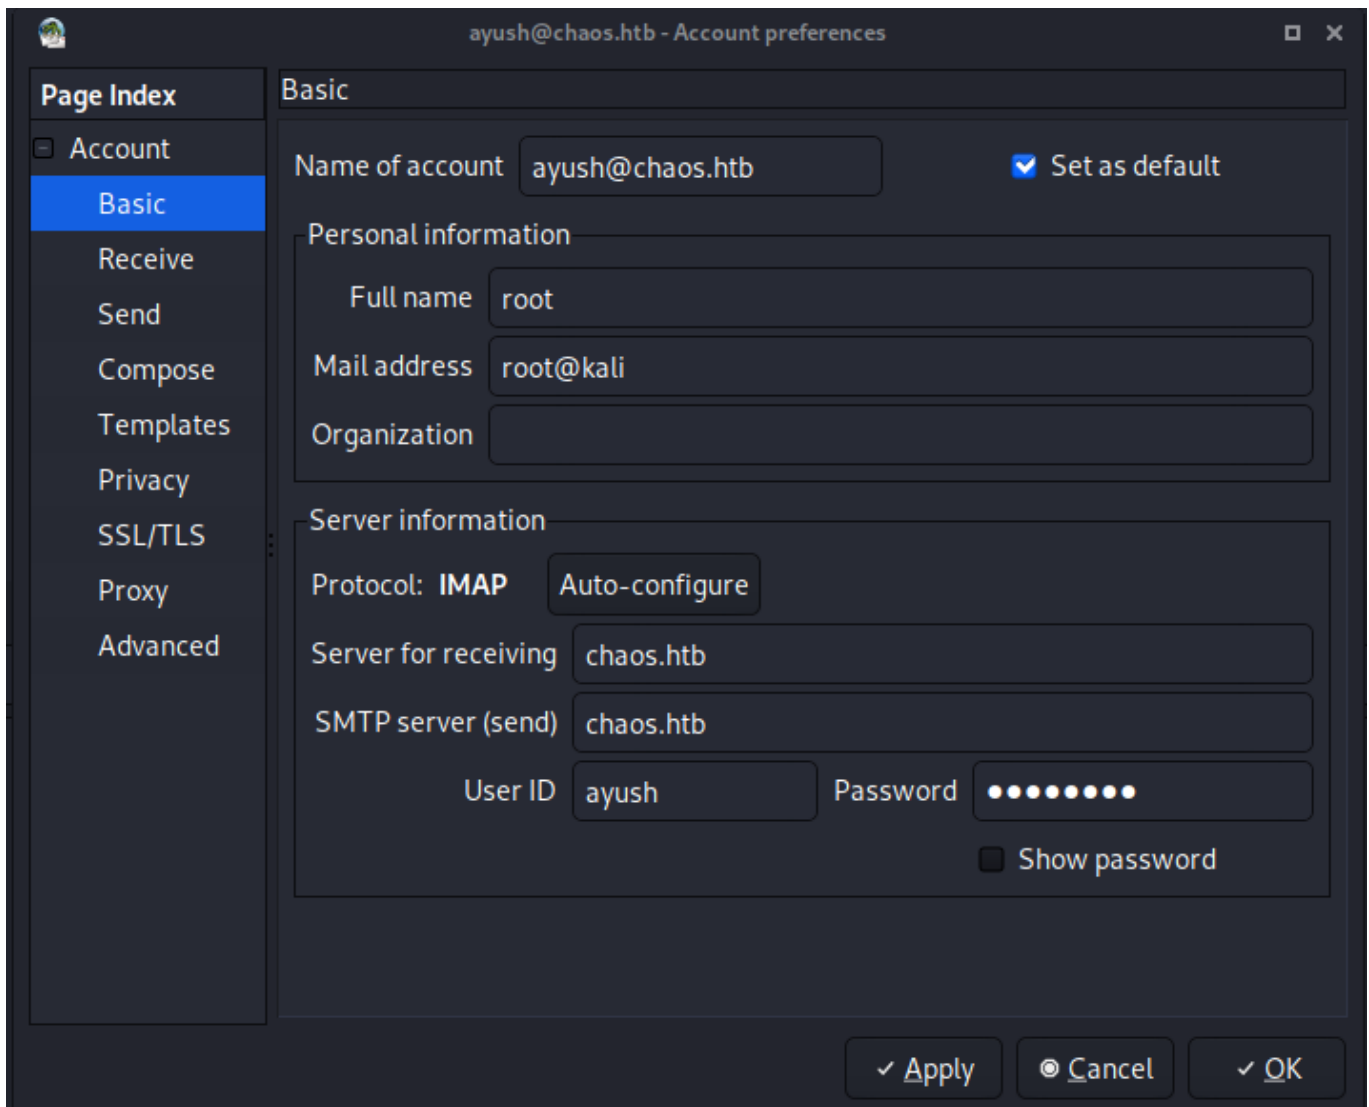 ayush@chaos.htb - Account preferences
Page Index
Account
Basic
Receive
Send
Compose
Templates
Privacy
SSL/TLS
Proxy
Advanced
Basic
Name of account ayush@chaos.htb Set as default
Personal information
Full name root
Mail address root@kali
Organization
Server information
Protocol: IMAP Auto-configure
Server for receiving chaos.htb
SMTP server (send) chaos.htb
User ID ayush Password ●●●●●●●●
Show password
Apply Cancel OK